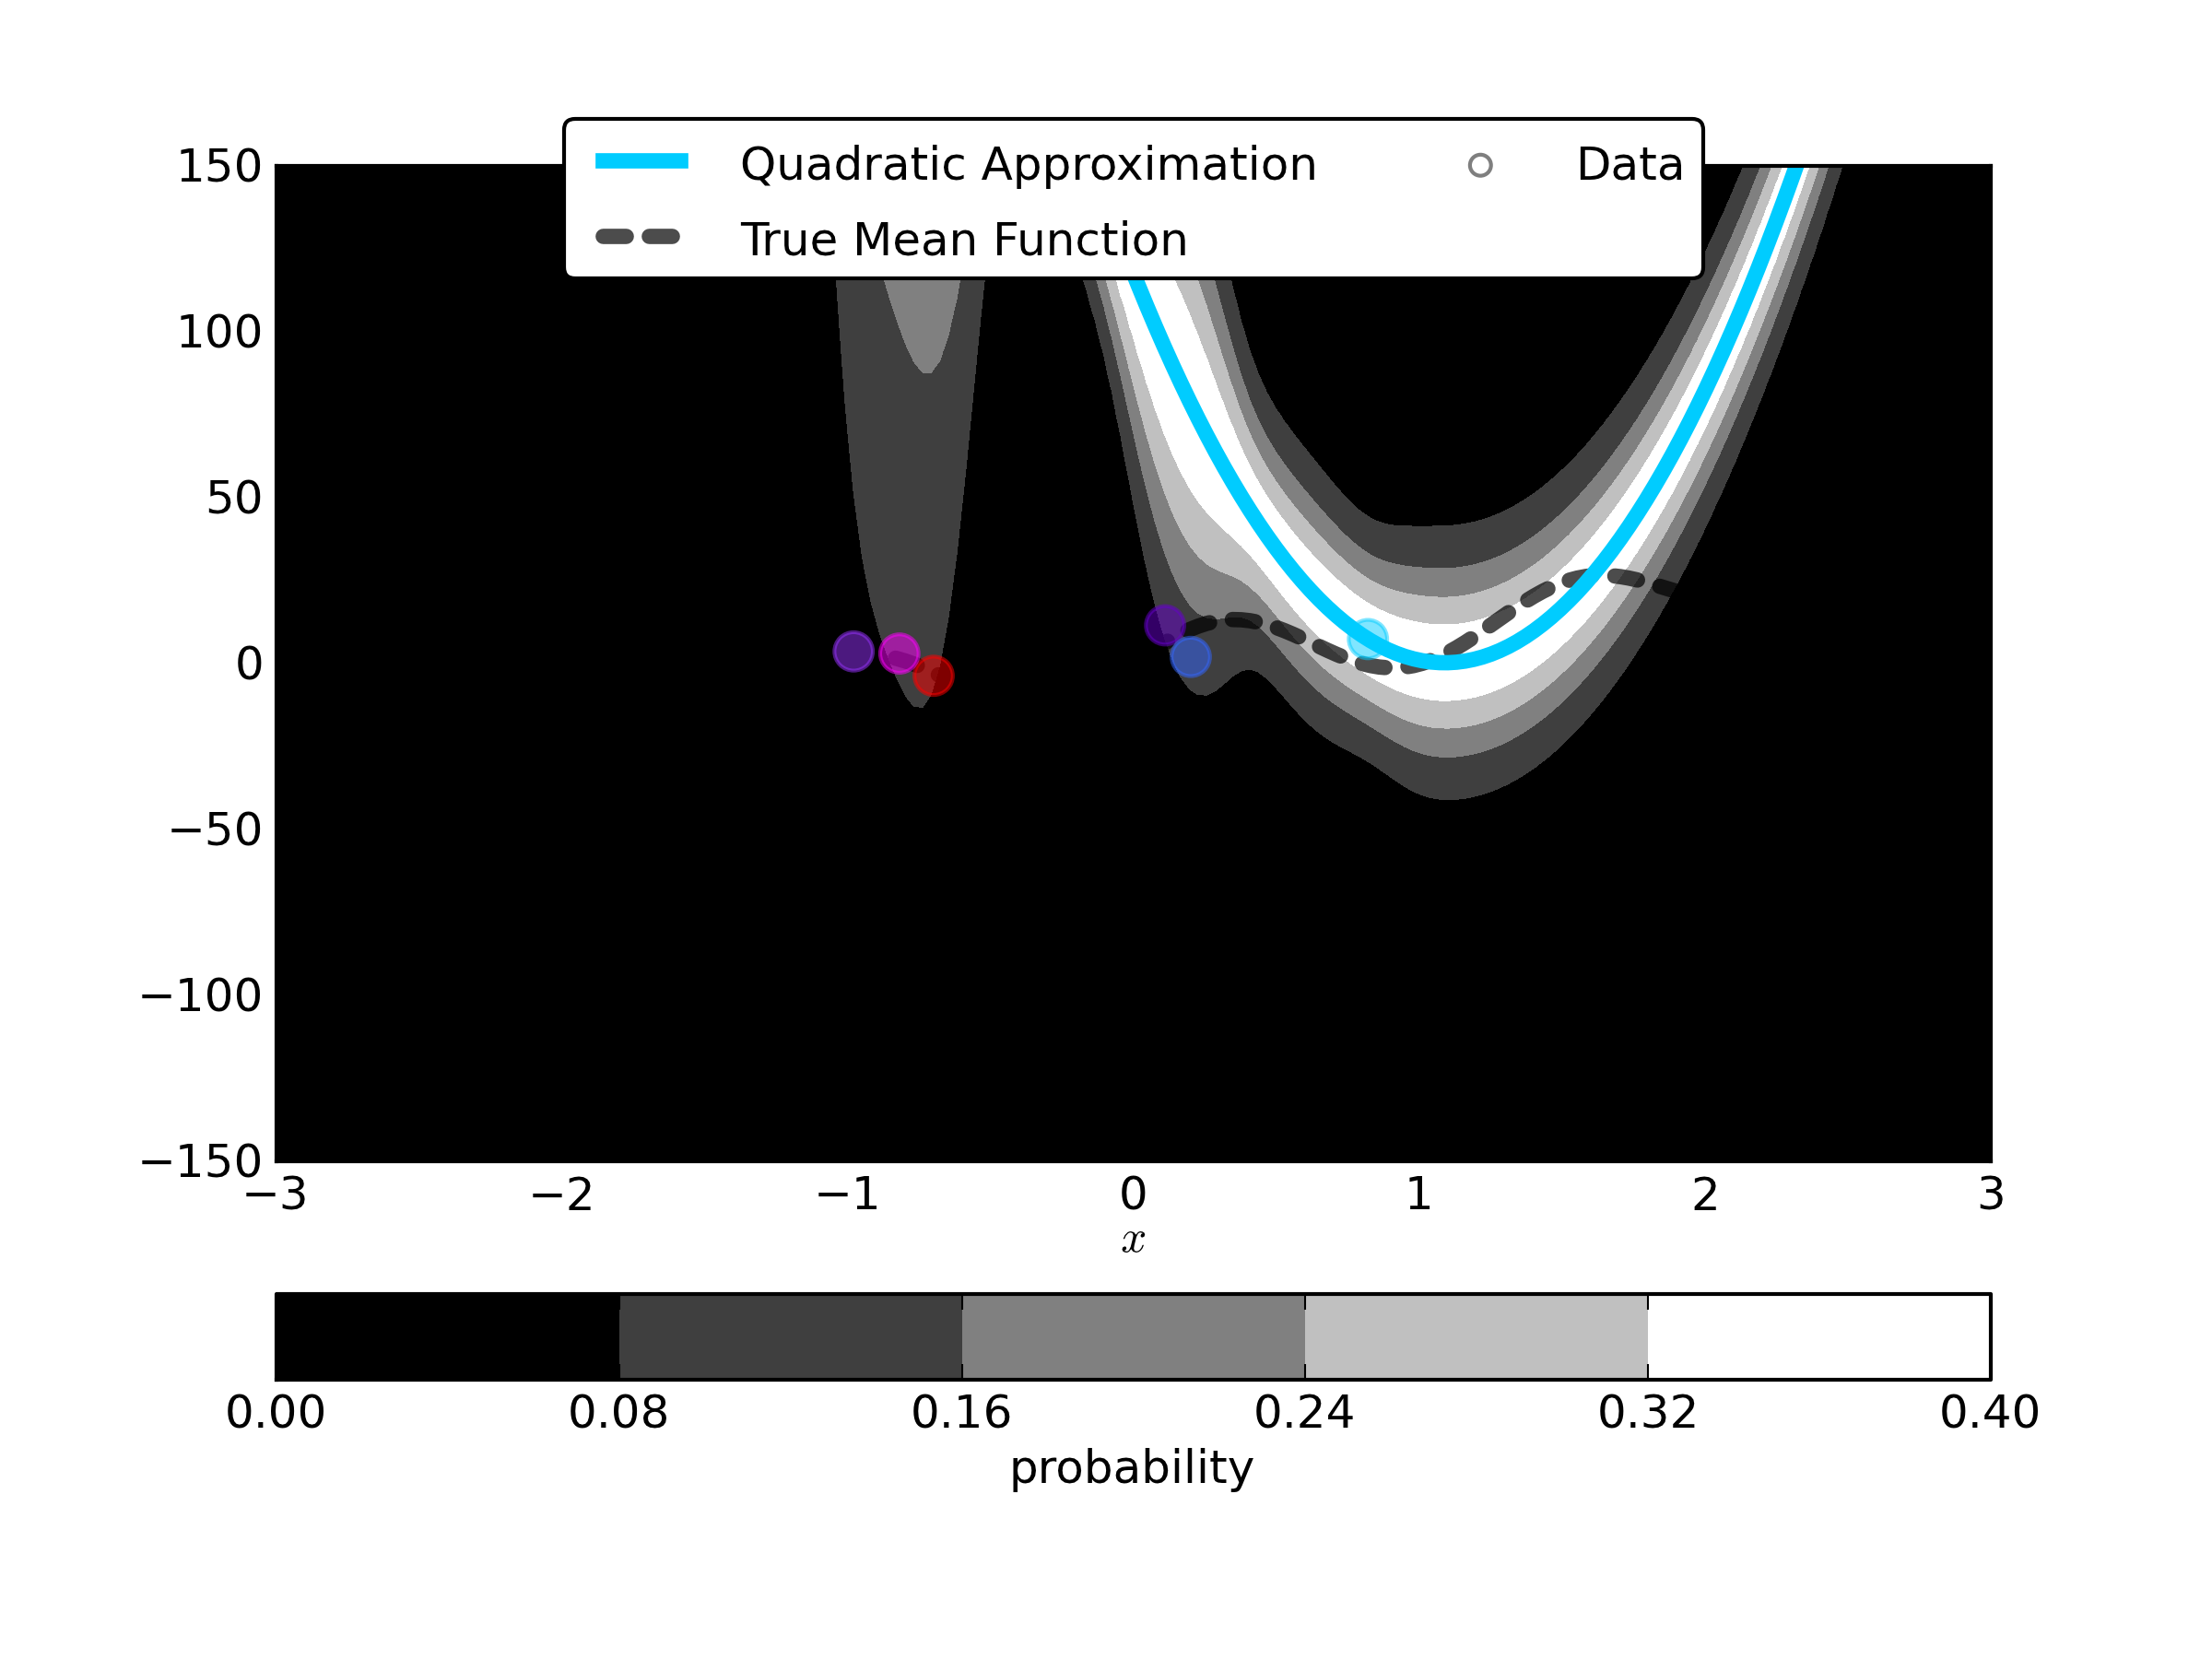 Quadratic Approximation
Data
True Mean Function
150
100
50
0
−50
−100
−150
−3 −2 −1 0 1 2 3
x
0.00 0.08 0.16 0.24 0.32 0.40
probability